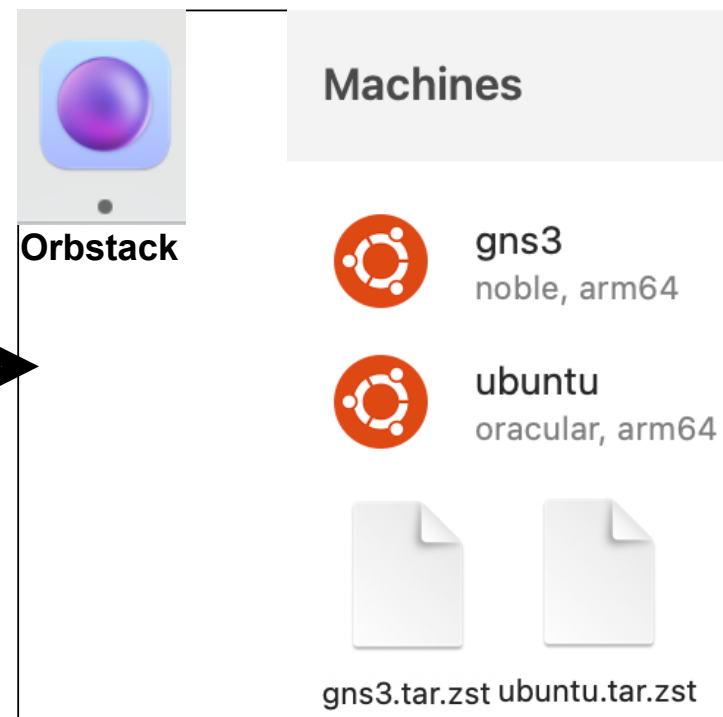 Orbstack
Machines
gns3
noble, arm64
ubuntu
oracular, arm64
gns3.tar.zst ubuntu.tar.zst